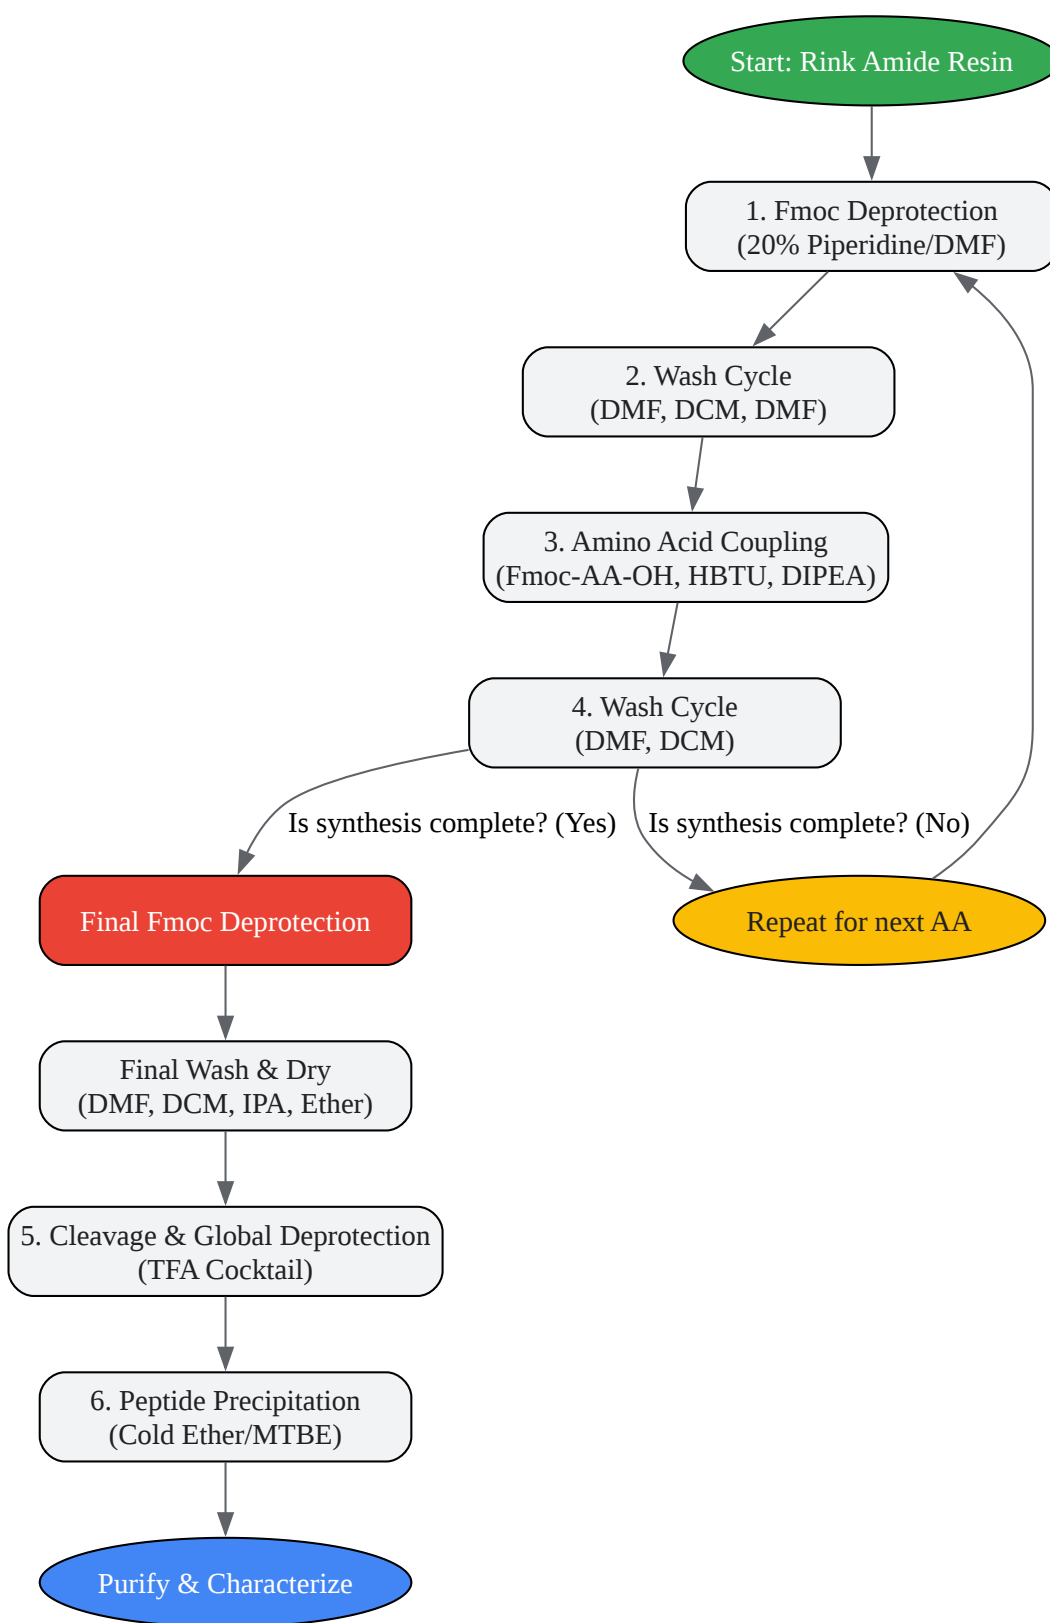 Start: Rink Amide Resin
1. Fmoc Deprotection
(20% Piperidine/DMF)
2. Wash Cycle
(DMF, DCM, DMF)
3. Amino Acid Coupling
(Fmoc-AA-OH, HBTU, DIPEA)
4. Wash Cycle
(DMF, DCM)
Is synthesis complete? (Yes)
Is synthesis complete? (No)
Final Fmoc Deprotection
Repeat for next AA
Final Wash & Dry
(DMF, DCM, IPA, Ether)
5. Cleavage & Global Deprotection
(TFA Cocktail)
6. Peptide Precipitation
(Cold Ether/MTBE)
Purify & Characterize